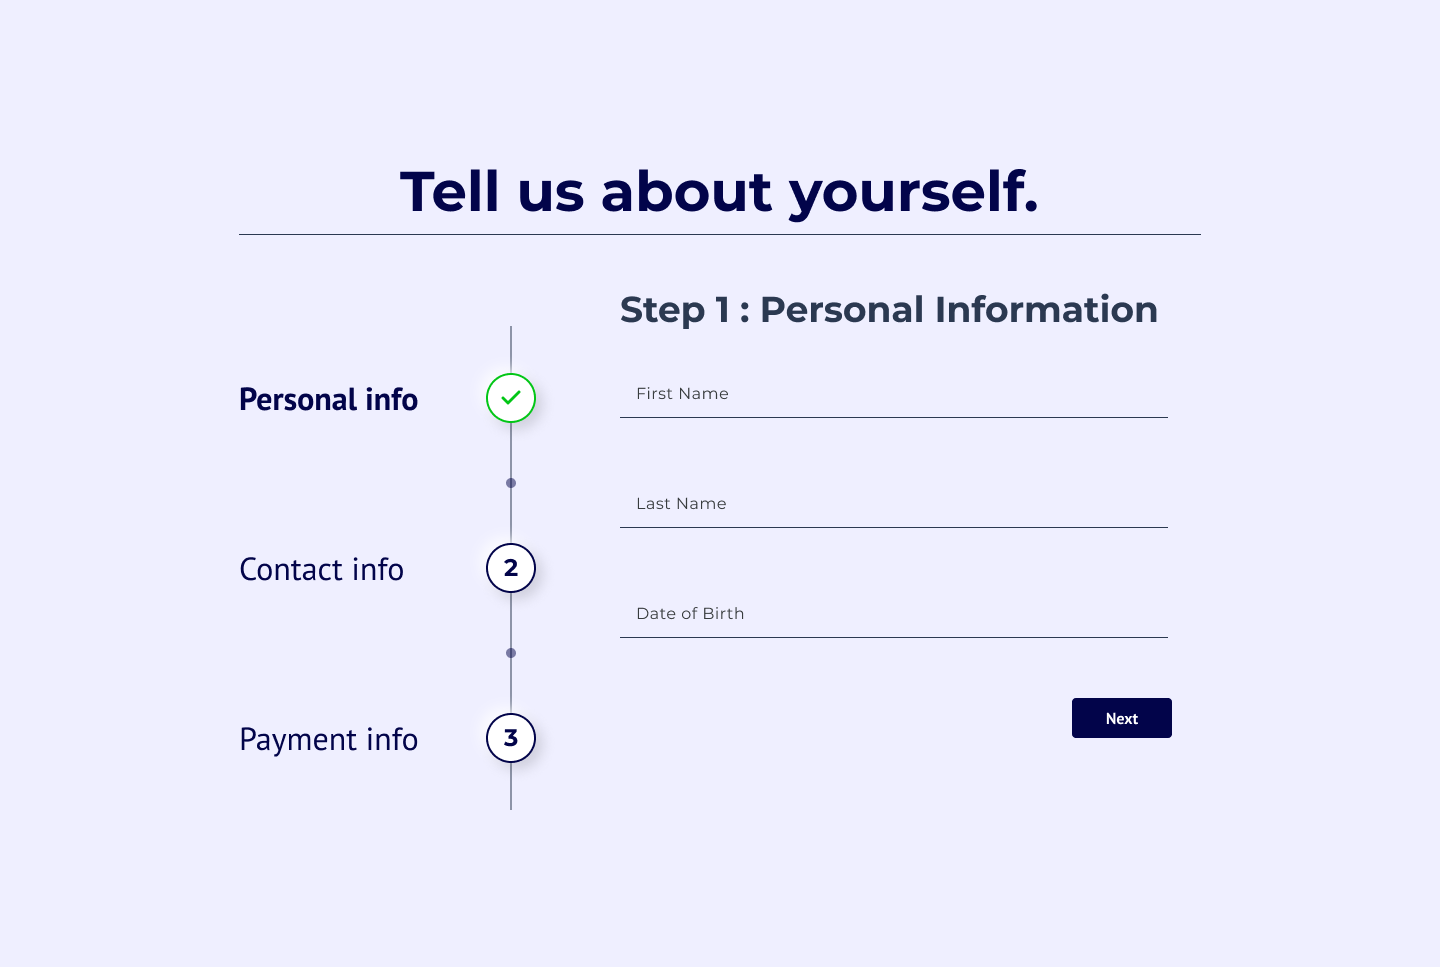 Tell us about yourself.
Personal info
Contact info
2
Payment info
3
Step 1 : Personal Information
First Name
Last Name
Date of Birth
Next